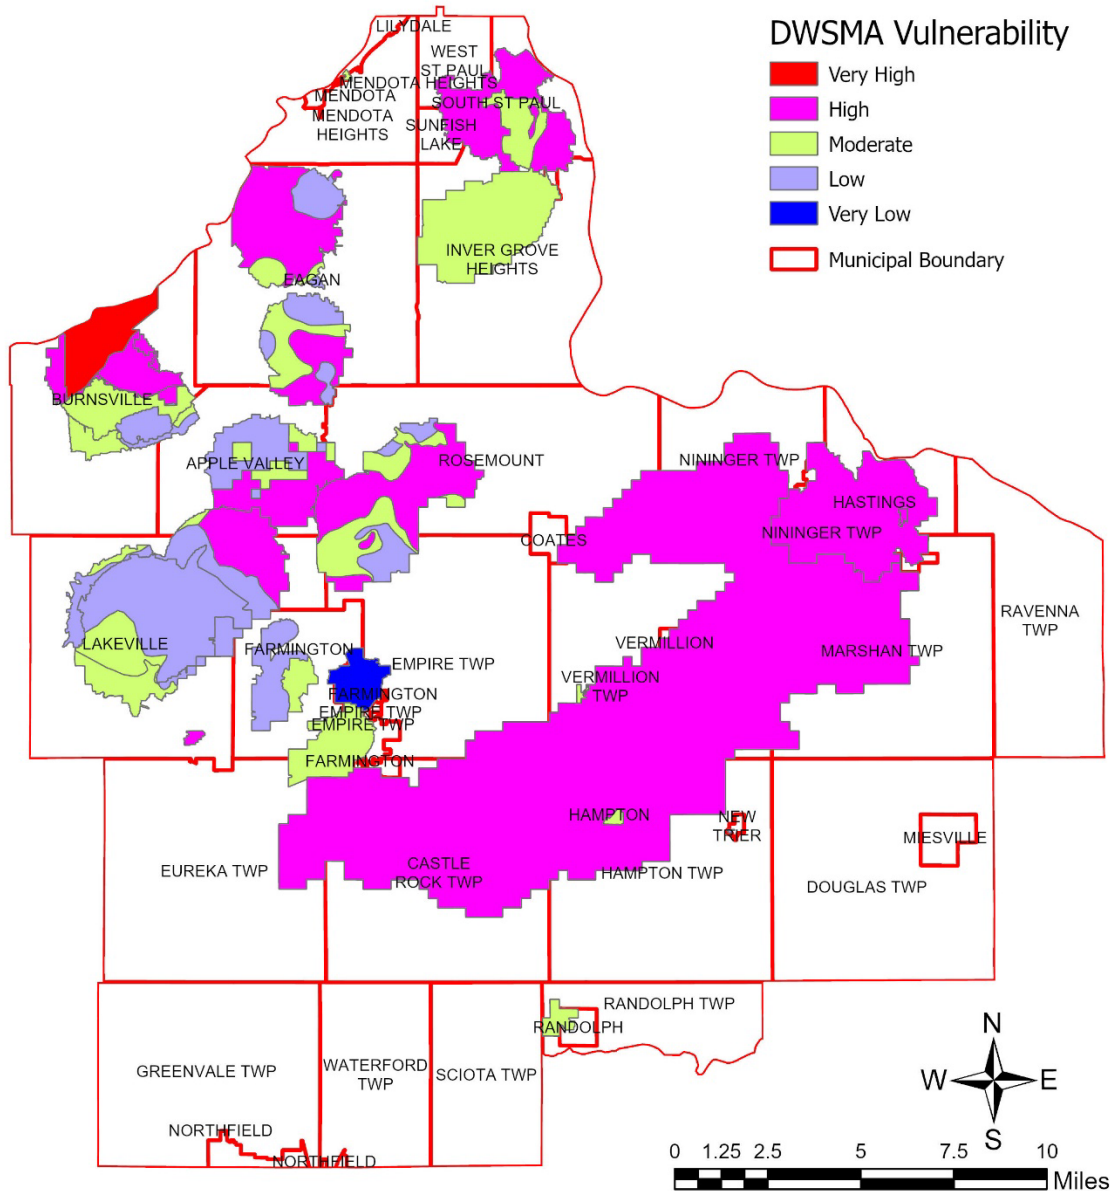 DWSMA Vulnerability
Very High
High
Moderate
Low
Very Low
Municipal Boundary
LILYDALE
WEST
ST PAUL
MENDOTA HEIGHTS
MENDOTA
MENDOTA
HEIGHTS
SOUTH ST PAUL
SUNFISH
LAKE
INVER GROVE
HEIGHTS
EAGAN
BURNSVILLE
APPLE VALLEY
ROSEMOUNT
NININGER TWP
HASTINGS
NININGER TWP
COATES
RAVENNA
TWP
LAKEVILLE
FARMINGTON
EMPIRE TWP
VERMILLION
MARSHAN TWP
VERMILLION
TWP
FARMINGTON
EMPIRE TWP
EMPIRE TWP
FARMINGTON
HAMPTON
NEW
TRIER
MIESVILLE
EUREKA TWP
CASTLE
ROCK TWP
HAMPTON TWP
DOUGLAS TWP
RANDOLPH TWP
RANDOLPH
GREENVALE TWP
WATERFORD
TWP
SCIOTA TWP
NORTHFIELD
NORTHFIELD
N
W
E
S
0 1.25 2.5 5 7.5 10
Miles